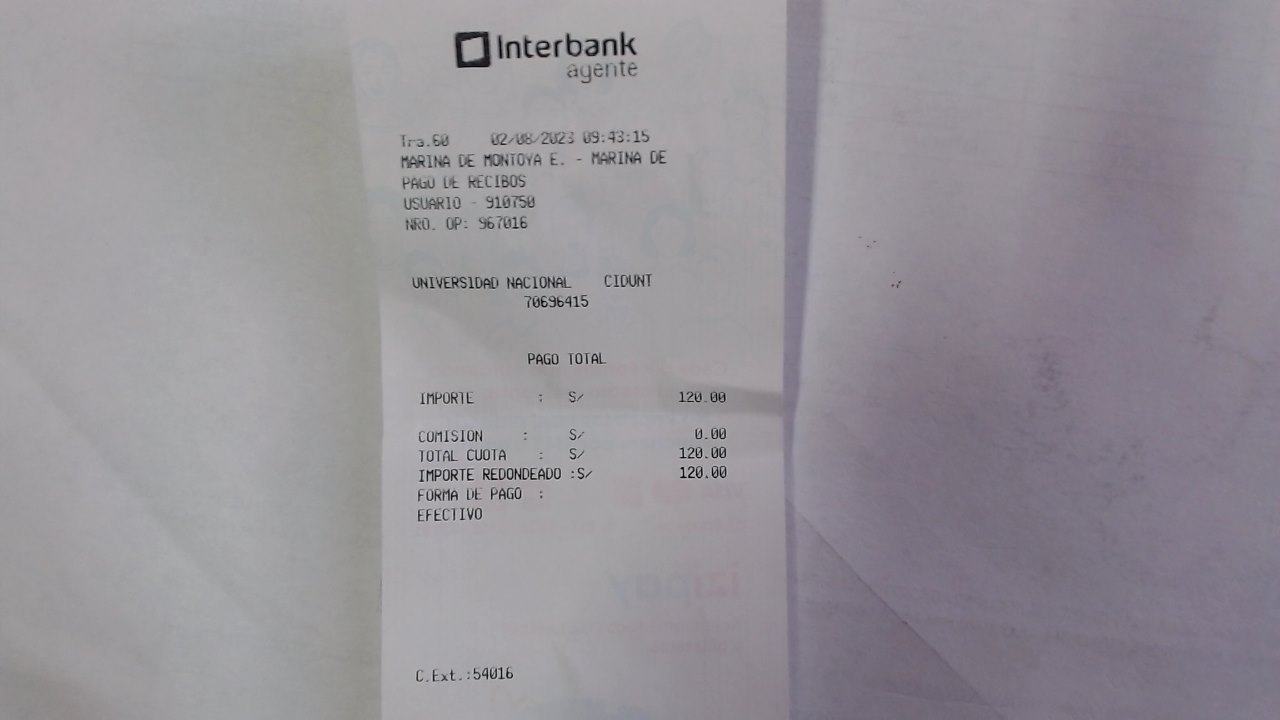 Interbank
agente
Tra.60 02/08/2023 09:43:15
MARINA DE MONTOYA E. - MARINA DE
PAGO DE RECIBOS
USUARIO - 910750
NRO. OP: 967016
UNIVERSIDAD NACIONAL CIDUNT
70696415
PAGO TOTAL
IMPORTE : S/ 120.00
COMISION : S/ 0.00
TOTAL CUOTA : S/ 120.00
IMPORTE REDONDEADO :S/ 120.00
FORMA DE PAGO :
EFECTIVO
izipay
C.Ext.:54016